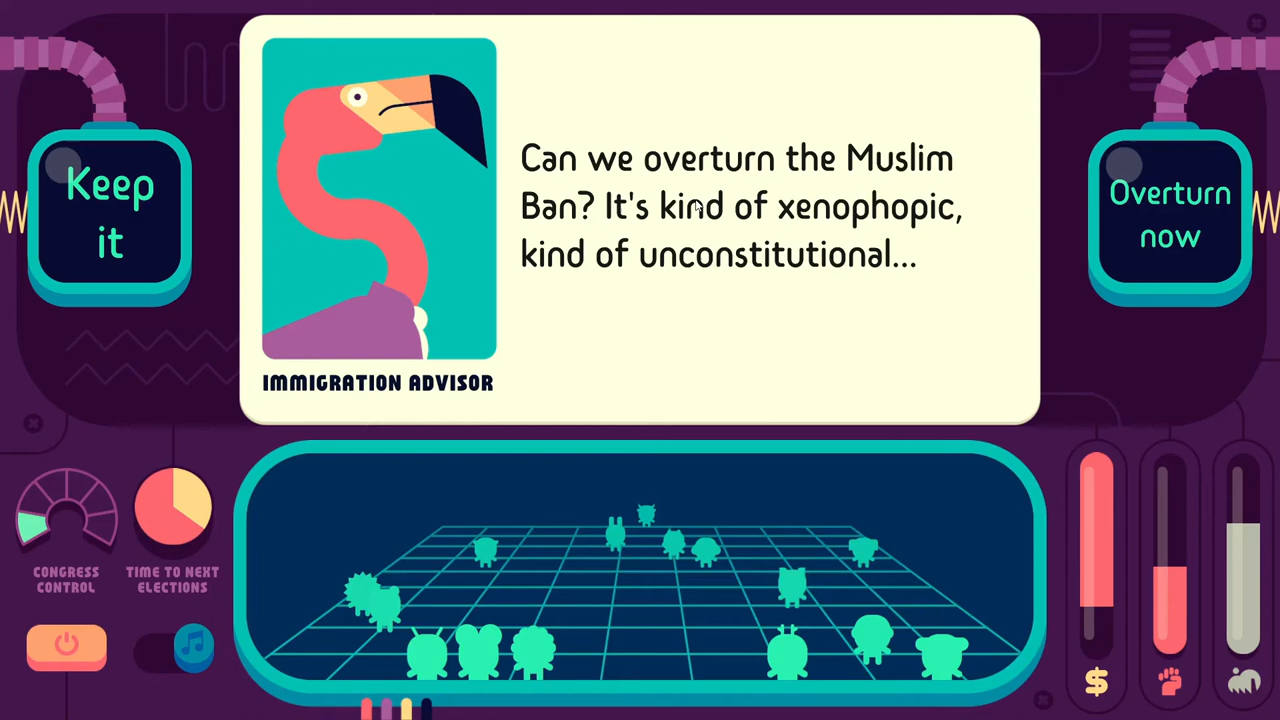 Keep
it
Can we overturn the Muslim
Ban? It's kind of xenophopic,
kind of unconstitutional...
IMMIGRATION ADVISOR
Overturn
now
CONGRESS
CONTROL
TIME TO NEXT
ELECTIONS
$